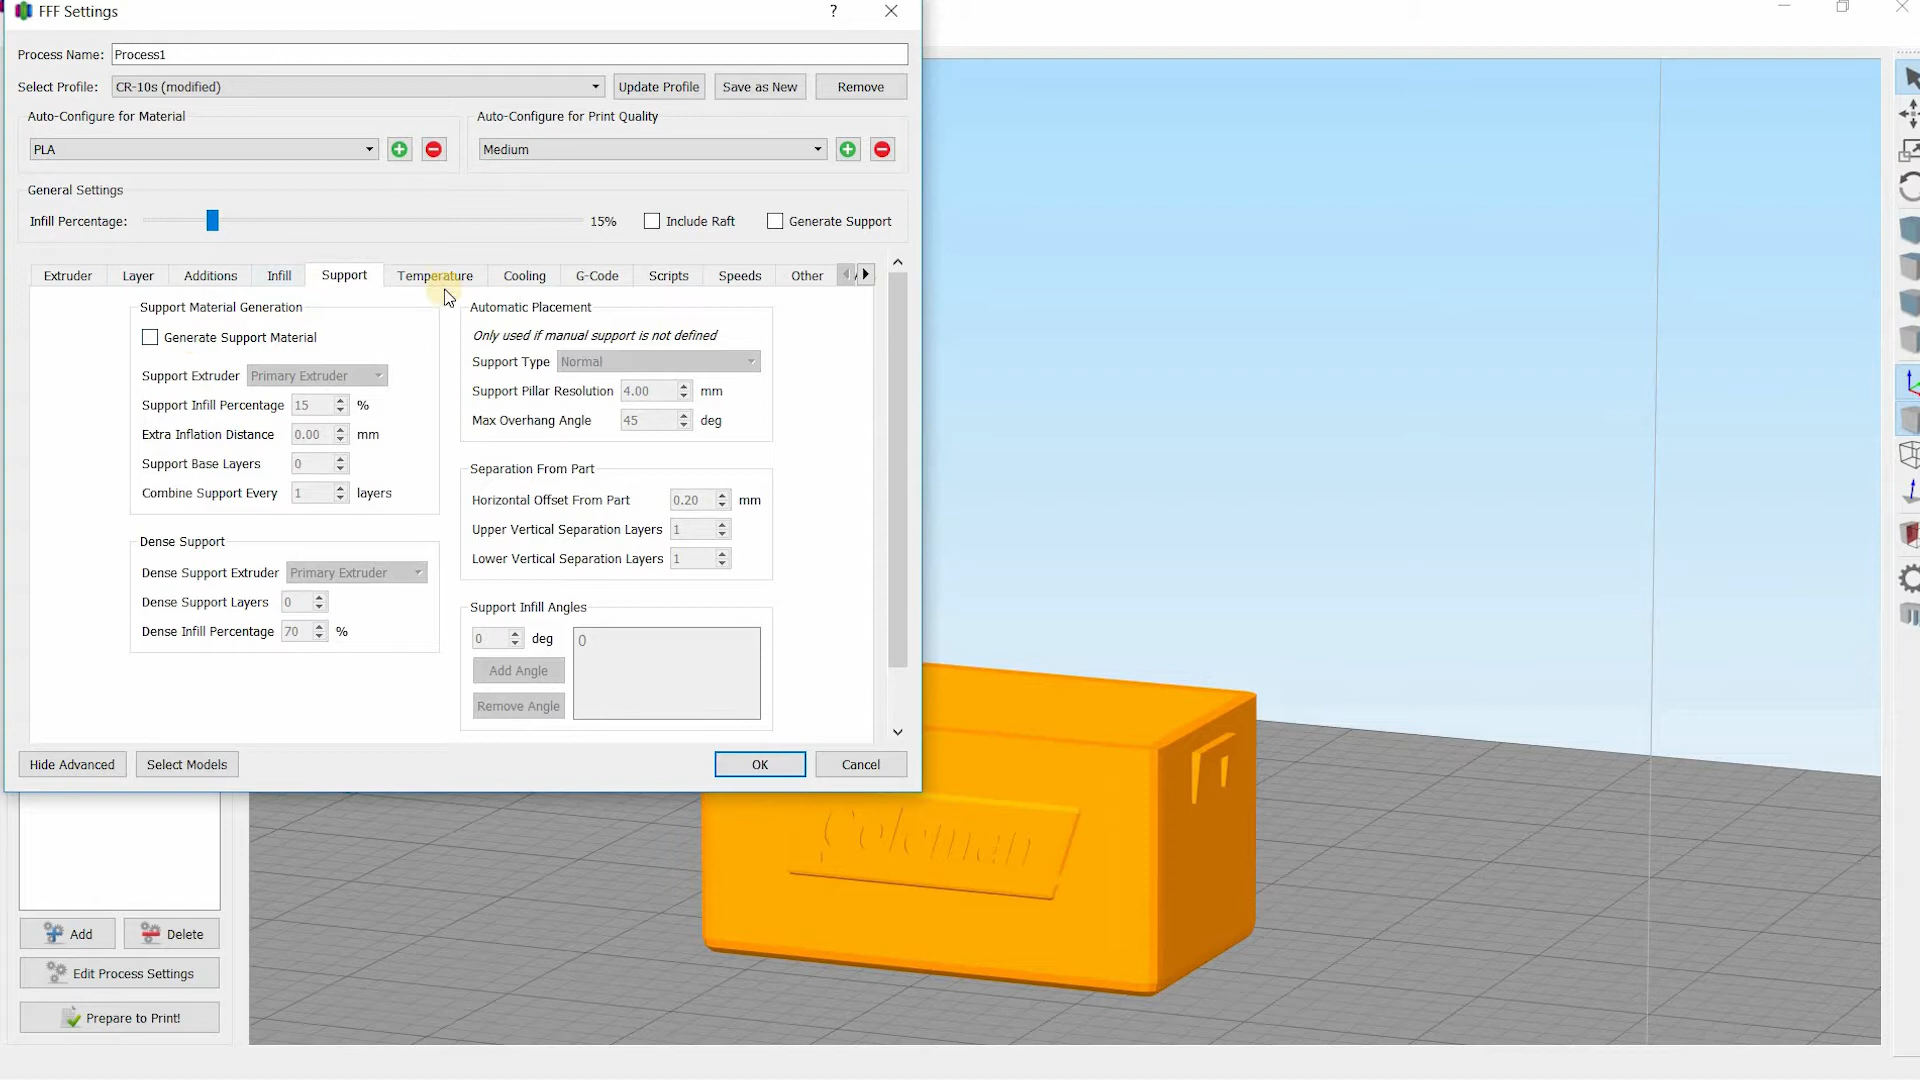 FFF Settings
?
Process Name: Process1
Select Profile: CR-10s (modified) Update Profile Save as New Remove
Auto-Configure for Material Auto-Configure for Print Quality
PLA Medium
General Settings
Infill Percentage: 15% Include Raft Generate Support
Extruder Layer Additions Infill Support Temperature Cooling G-Code Scripts Speeds Other
Support Material Generation
Generate Support Material
Support Extruder Primary Extruder
Support Infill Percentage 15 %
Extra Inflation Distance 0.00 mm
Support Base Layers 0
Combine Support Every 1 layers
Dense Support
Dense Support Extruder Primary Extruder
Dense Support Layers 0
Dense Infill Percentage 70 %
Automatic Placement
Only used if manual support is not defined
Support Type Normal
Support Pillar Resolution 4.00 mm
Max Overhang Angle 45 deg
Separation From Part
Horizontal Offset From Part 0.20 mm
Upper Vertical Separation Layers 1
Lower Vertical Separation Layers 1
Support Infill Angles
0 deg 0
Add Angle
Remove Angle
Hide Advanced Select Models OK Cancel
Coleman
Add Delete
Edit Process Settings
Prepare to Print!